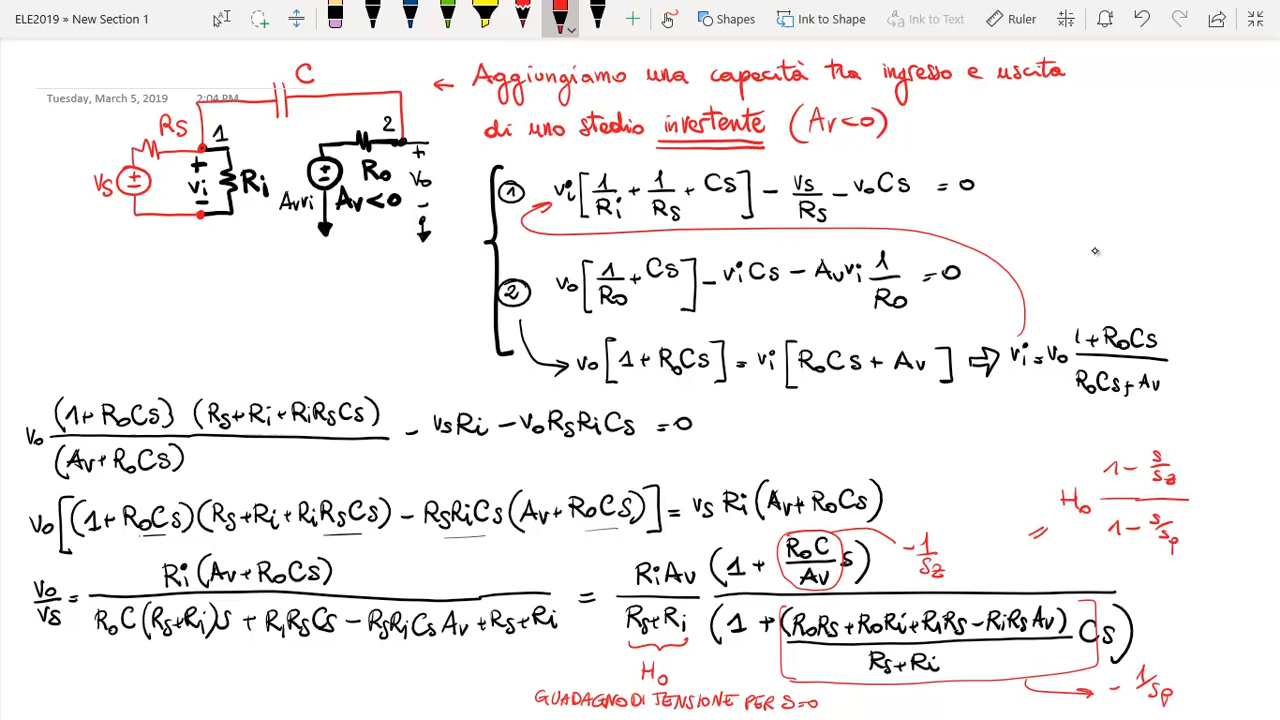 ELE2019 » New Section 1
Shapes
Ink to Shape
Ink to Text
Ruler
Tuesday, March 5, 2019 2:04 PM
C
← Aggiungiamo una capacità tra ingresso e uscita
di uno stadio invertente (Av<0)
Rs 1 2
vs + − + vi − Ri Avvi + − Av<0 Ro + vo −
① vi[1/Ri + 1/Rs + Cs] − vs/Rs − voCs = 0
② vo[1/Ro + Cs] − viCs − Avvi 1/Ro = 0
vo[1+RoCs] = vi[RoCs + Av] ⇒ vi = vo (1+RoCs)/(RoCs+Av)
vo (1+RoCs) (Rs+Ri+RiRsCs)/(Av+RoCs) − vsRi − voRsRiCs = 0
vo[(1+RoCs)(Rs+Ri+RiRsCs) − RsRiCs(Av+RoCs)] = vs Ri (Av+RoCs)
vo/vs = Ri(Av+RoCs)/(RoC(Rs+Ri)s + RiRsCs − RsRiCsAv + Rs+Ri) = RiAv/(Rs+Ri) (1 + RoC/Av s)/(1 + (RoRs+RoRi+RiRs−RiRsAv)/(Rs+Ri) Cs)
−1/sz
= Ho (1 − s/sz)/(1 − s/sp)
Ho
− 1/sp
GUADAGNO DI TENSIONE PER s=0